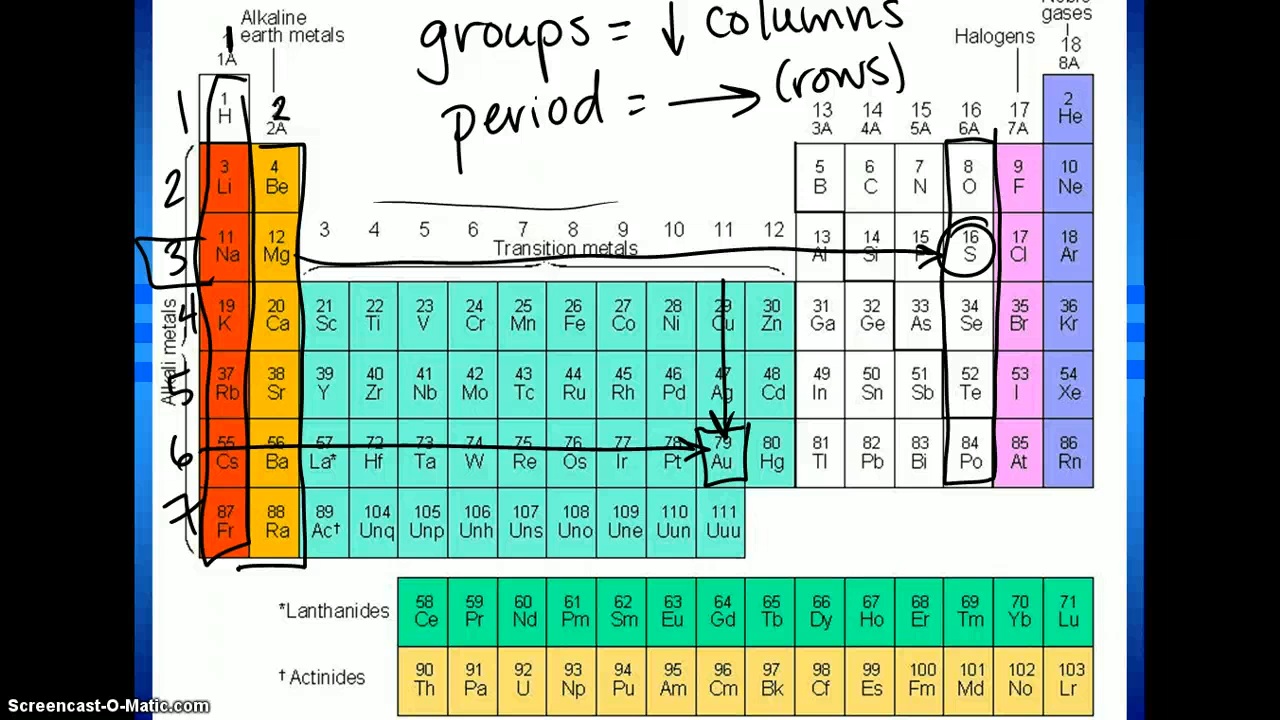 Alkaline
earth metals
groups = ↓ columns
period = → (rows)
Noble
gases
Halogens
1
1A
2
2A
13 14 15 16 17 18
3A 4A 5A 6A 7A 8A
1 1 2
H He
2 3 4 5 6 7 8 9 10
Li Be B C N O F Ne
3 4 5 6 7 8 9 10 11 12
Transition metals
3 11 12 13 14 15 16 17 18
Na Mg Al Si P S Cl Ar
4 19 20 21 22 23 24 25 26 27 28 29 30 31 32 33 34 35 36
K Ca Sc Ti V Cr Mn Fe Co Ni Cu Zn Ga Ge As Se Br Kr
Alkali metals
5 37 38 39 40 41 42 43 44 45 46 47 48 49 50 51 52 53 54
Rb Sr Y Zr Nb Mo Tc Ru Rh Pd Ag Cd In Sn Sb Te I Xe
6 55 56 57 72 73 74 75 76 77 78 79 80 81 82 83 84 85 86
Cs Ba La* Hf Ta W Re Os Ir Pt Au Hg Tl Pb Bi Po At Rn
7 87 88 89 104 105 106 107 108 109 110 111
Fr Ra Ac† Unq Unp Unh Uns Uno Une Uun Uuu
*Lanthanides
58 59 60 61 62 63 64 65 66 67 68 69 70 71
Ce Pr Nd Pm Sm Eu Gd Tb Dy Ho Er Tm Yb Lu
† Actinides
90 91 92 93 94 95 96 97 98 99 100 101 102 103
Th Pa U Np Pu Am Cm Bk Cf Es Fm Md No Lr
Screencast-O-Matic.com